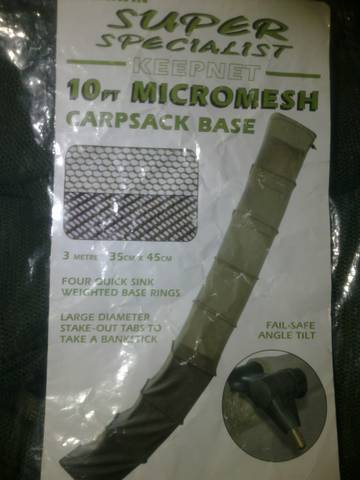 SUPER
SPECIALIST
KEEPNET
10FT MICROMESH
CARPSACK BASE
3 METRE 35CM X 45CM
FOUR QUICK SINK
WEIGHTED BASE RINGS
LARGE DIAMETER
STAKE-OUT TABS TO
TAKE A BANKSTICK
FAIL-SAFE
ANGLE TILT